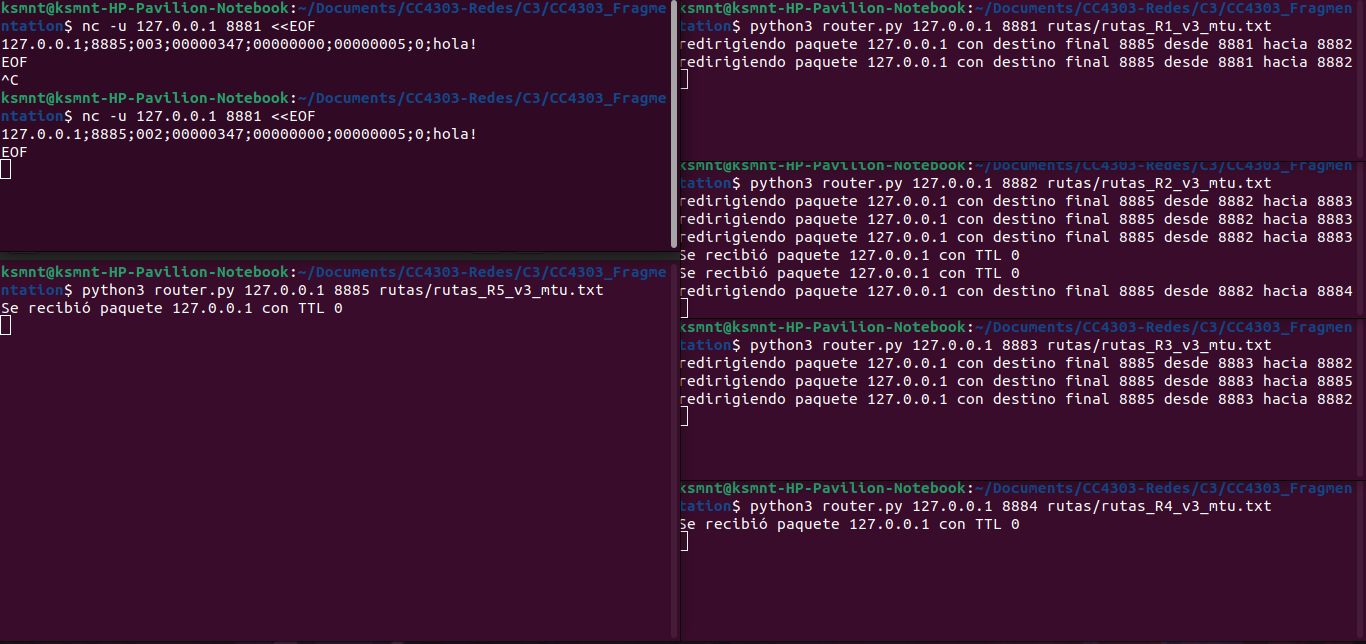 ksmnt@ksmnt-HP-Pavilion-Notebook:~/Documents/CC4303-Redes/C3/CC4303_Fragme
ntation$ nc -u 127.0.0.1 8881 <<EOF
127.0.0.1;8885;003;00000347;00000000;00000005;0;hola!
EOF
^C
ksmnt@ksmnt-HP-Pavilion-Notebook:~/Documents/CC4303-Redes/C3/CC4303_Fragme
ntation$ nc -u 127.0.0.1 8881 <<EOF
127.0.0.1;8885;002;00000347;00000000;00000005;0;hola!
EOF
ksmnt@ksmnt-HP-Pavilion-Notebook:~/Documents/CC4303-Redes/C3/CC4303_Fragme
ntation$ python3 router.py 127.0.0.1 8885 rutas/rutas_R5_v3_mtu.txt
Se recibió paquete 127.0.0.1 con TTL 0
ksmnt@ksmnt-HP-Pavilion-Notebook:~/Documents/CC4303-Redes/C3/CC4303_Fragmen
tation$ python3 router.py 127.0.0.1 8881 rutas/rutas_R1_v3_mtu.txt
redirigiendo paquete 127.0.0.1 con destino final 8885 desde 8881 hacia 8882
redirigiendo paquete 127.0.0.1 con destino final 8885 desde 8881 hacia 8882
ksmnt@ksmnt-HP-Pavilion-Notebook:~/Documents/CC4303-Redes/C3/CC4303_Fragmen
tation$ python3 router.py 127.0.0.1 8882 rutas/rutas_R2_v3_mtu.txt
redirigiendo paquete 127.0.0.1 con destino final 8885 desde 8882 hacia 8883
redirigiendo paquete 127.0.0.1 con destino final 8885 desde 8882 hacia 8883
redirigiendo paquete 127.0.0.1 con destino final 8885 desde 8882 hacia 8883
Se recibió paquete 127.0.0.1 con TTL 0
Se recibió paquete 127.0.0.1 con TTL 0
redirigiendo paquete 127.0.0.1 con destino final 8885 desde 8882 hacia 8884
ksmnt@ksmnt-HP-Pavilion-Notebook:~/Documents/CC4303-Redes/C3/CC4303_Fragmen
tation$ python3 router.py 127.0.0.1 8883 rutas/rutas_R3_v3_mtu.txt
redirigiendo paquete 127.0.0.1 con destino final 8885 desde 8883 hacia 8882
redirigiendo paquete 127.0.0.1 con destino final 8885 desde 8883 hacia 8885
redirigiendo paquete 127.0.0.1 con destino final 8885 desde 8883 hacia 8882
ksmnt@ksmnt-HP-Pavilion-Notebook:~/Documents/CC4303-Redes/C3/CC4303_Fragmen
tation$ python3 router.py 127.0.0.1 8884 rutas/rutas_R4_v3_mtu.txt
Se recibió paquete 127.0.0.1 con TTL 0